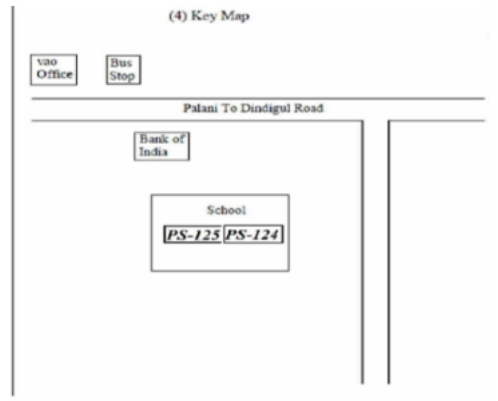 (4) Key Map
vao
Office
Bus
Stop
Palani To Dindigul Road
Bank of
India
School
PS-125 PS-124